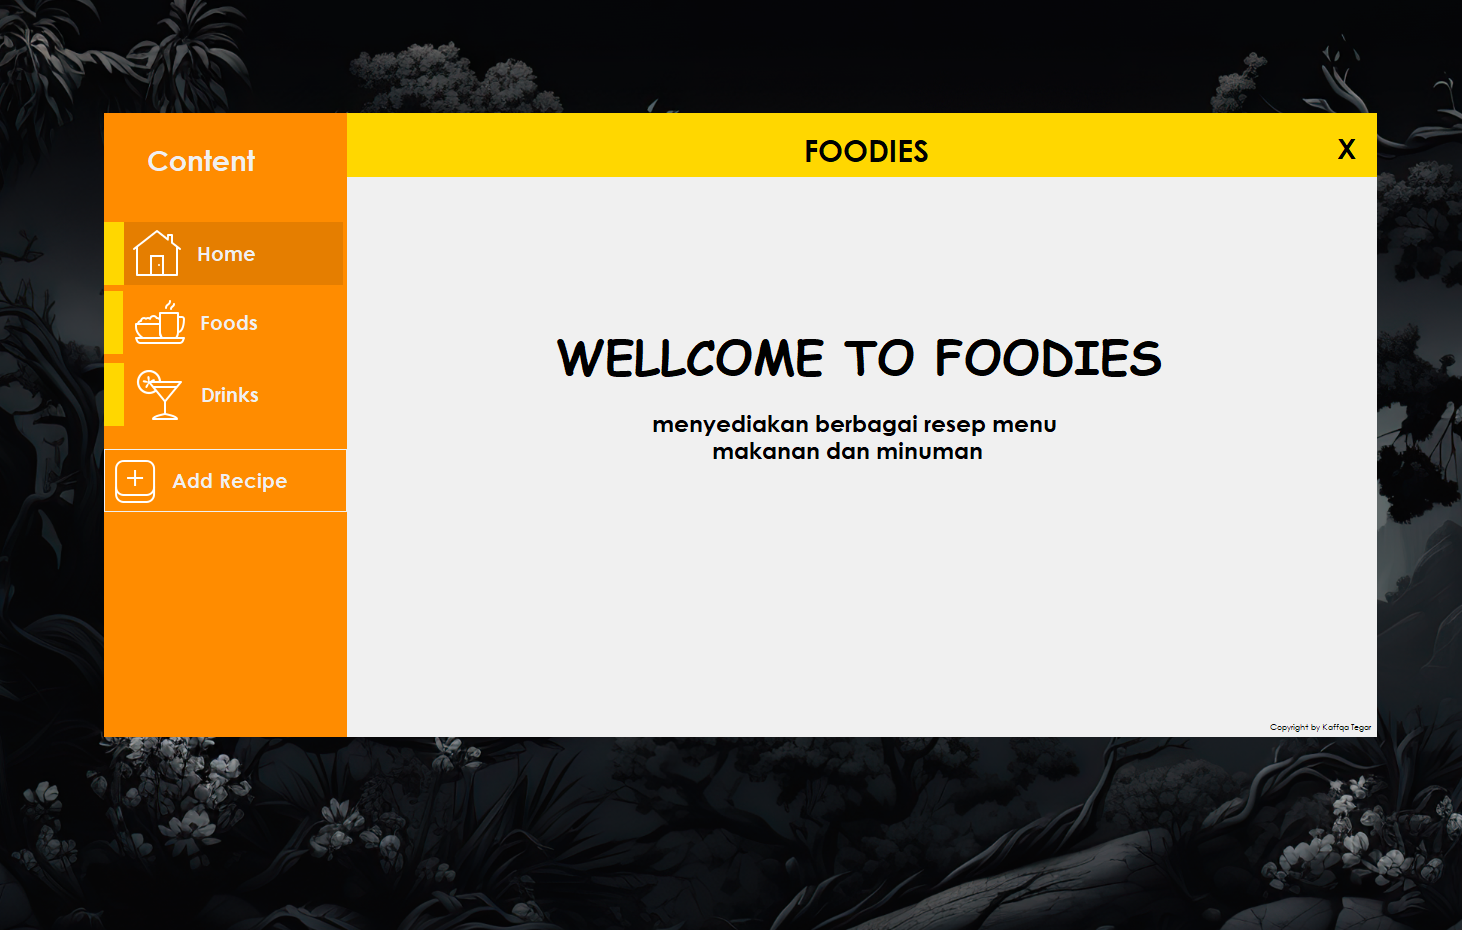 Content
FOODIES
X
Home
Foods
Drinks
Add Recipe
WELLCOME TO FOODIES
menyediakan berbagai resep menu
makanan dan minuman
Copyright by Kaffqa Tegar